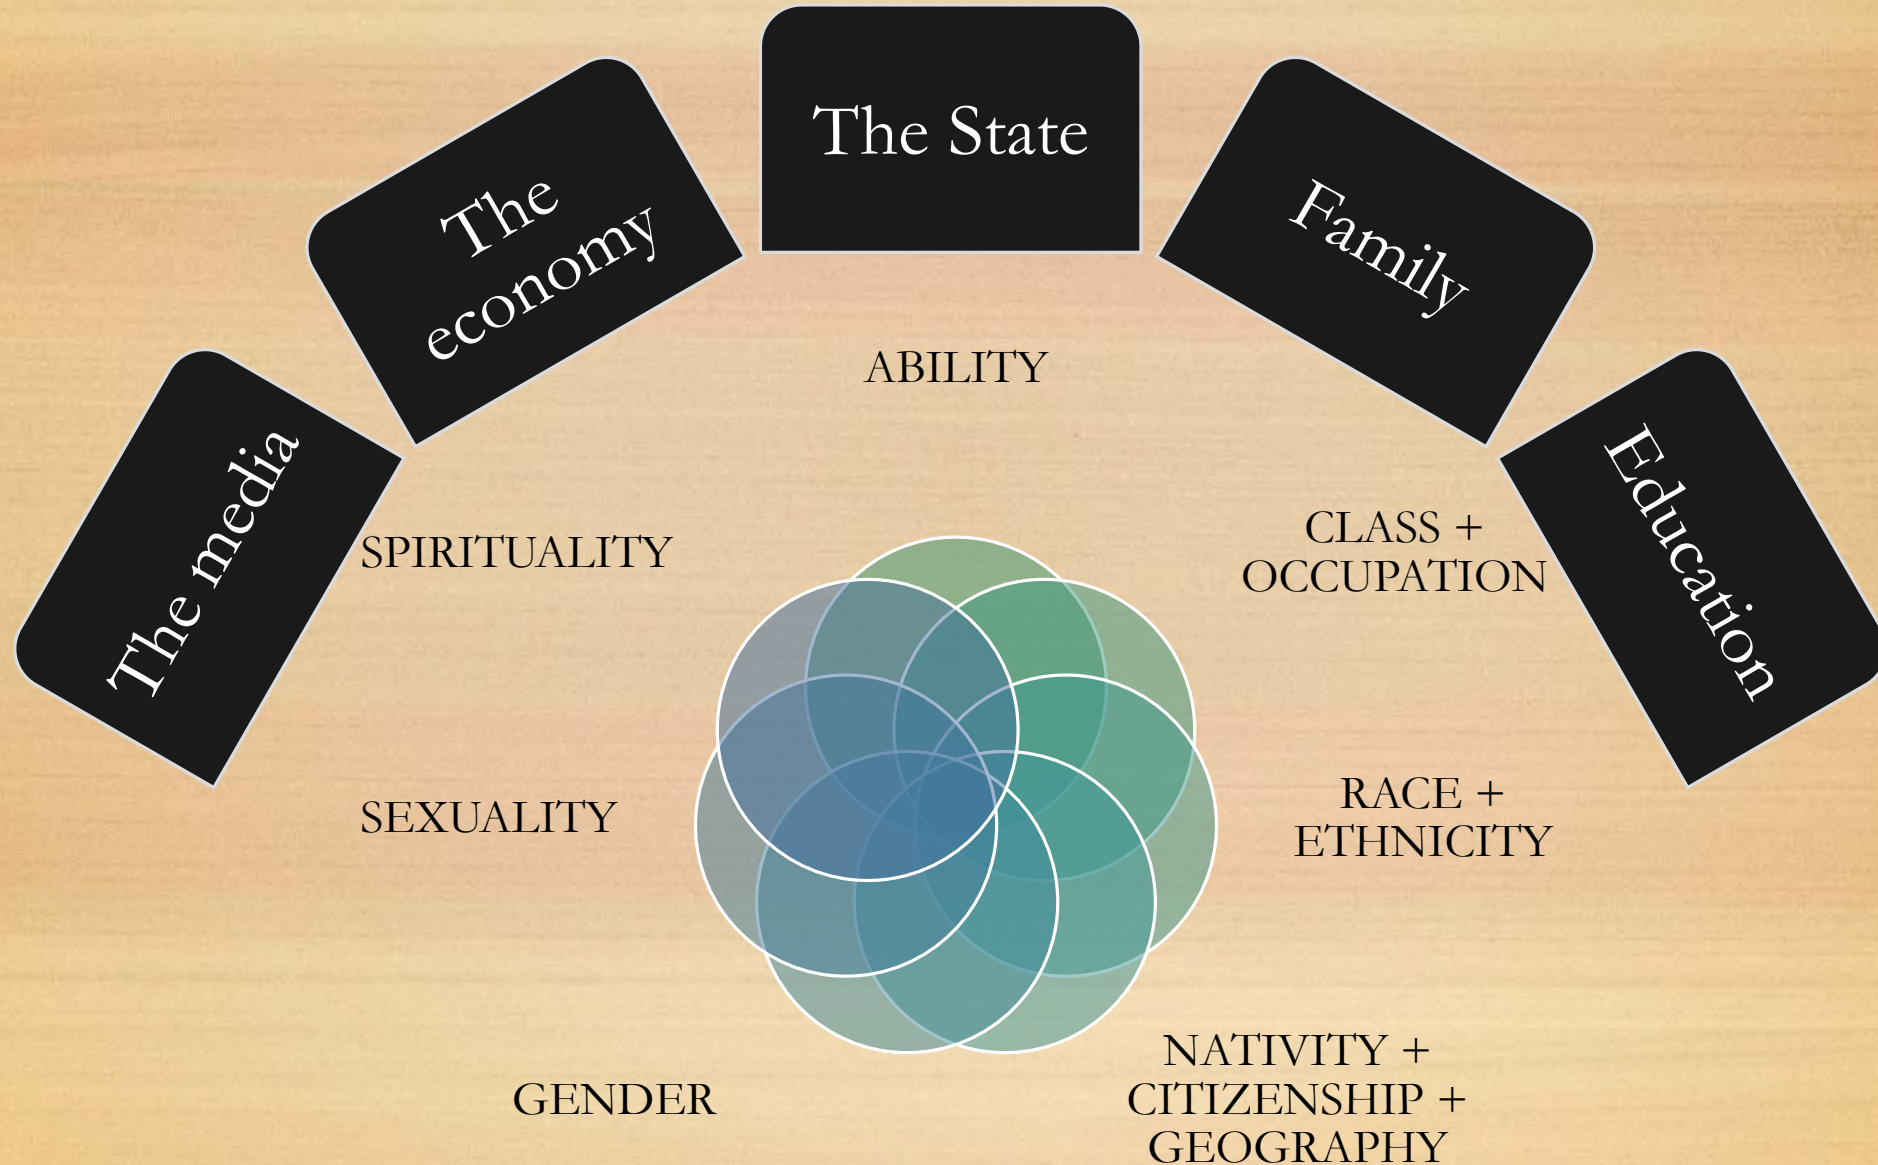 The State
The
economy
Family
The media
Education
ABILITY
SPIRITUALITY
CLASS +
OCCUPATION
SEXUALITY
RACE +
ETHNICITY
GENDER
NATIVITY +
CITIZENSHIP +
GEOGRAPHY